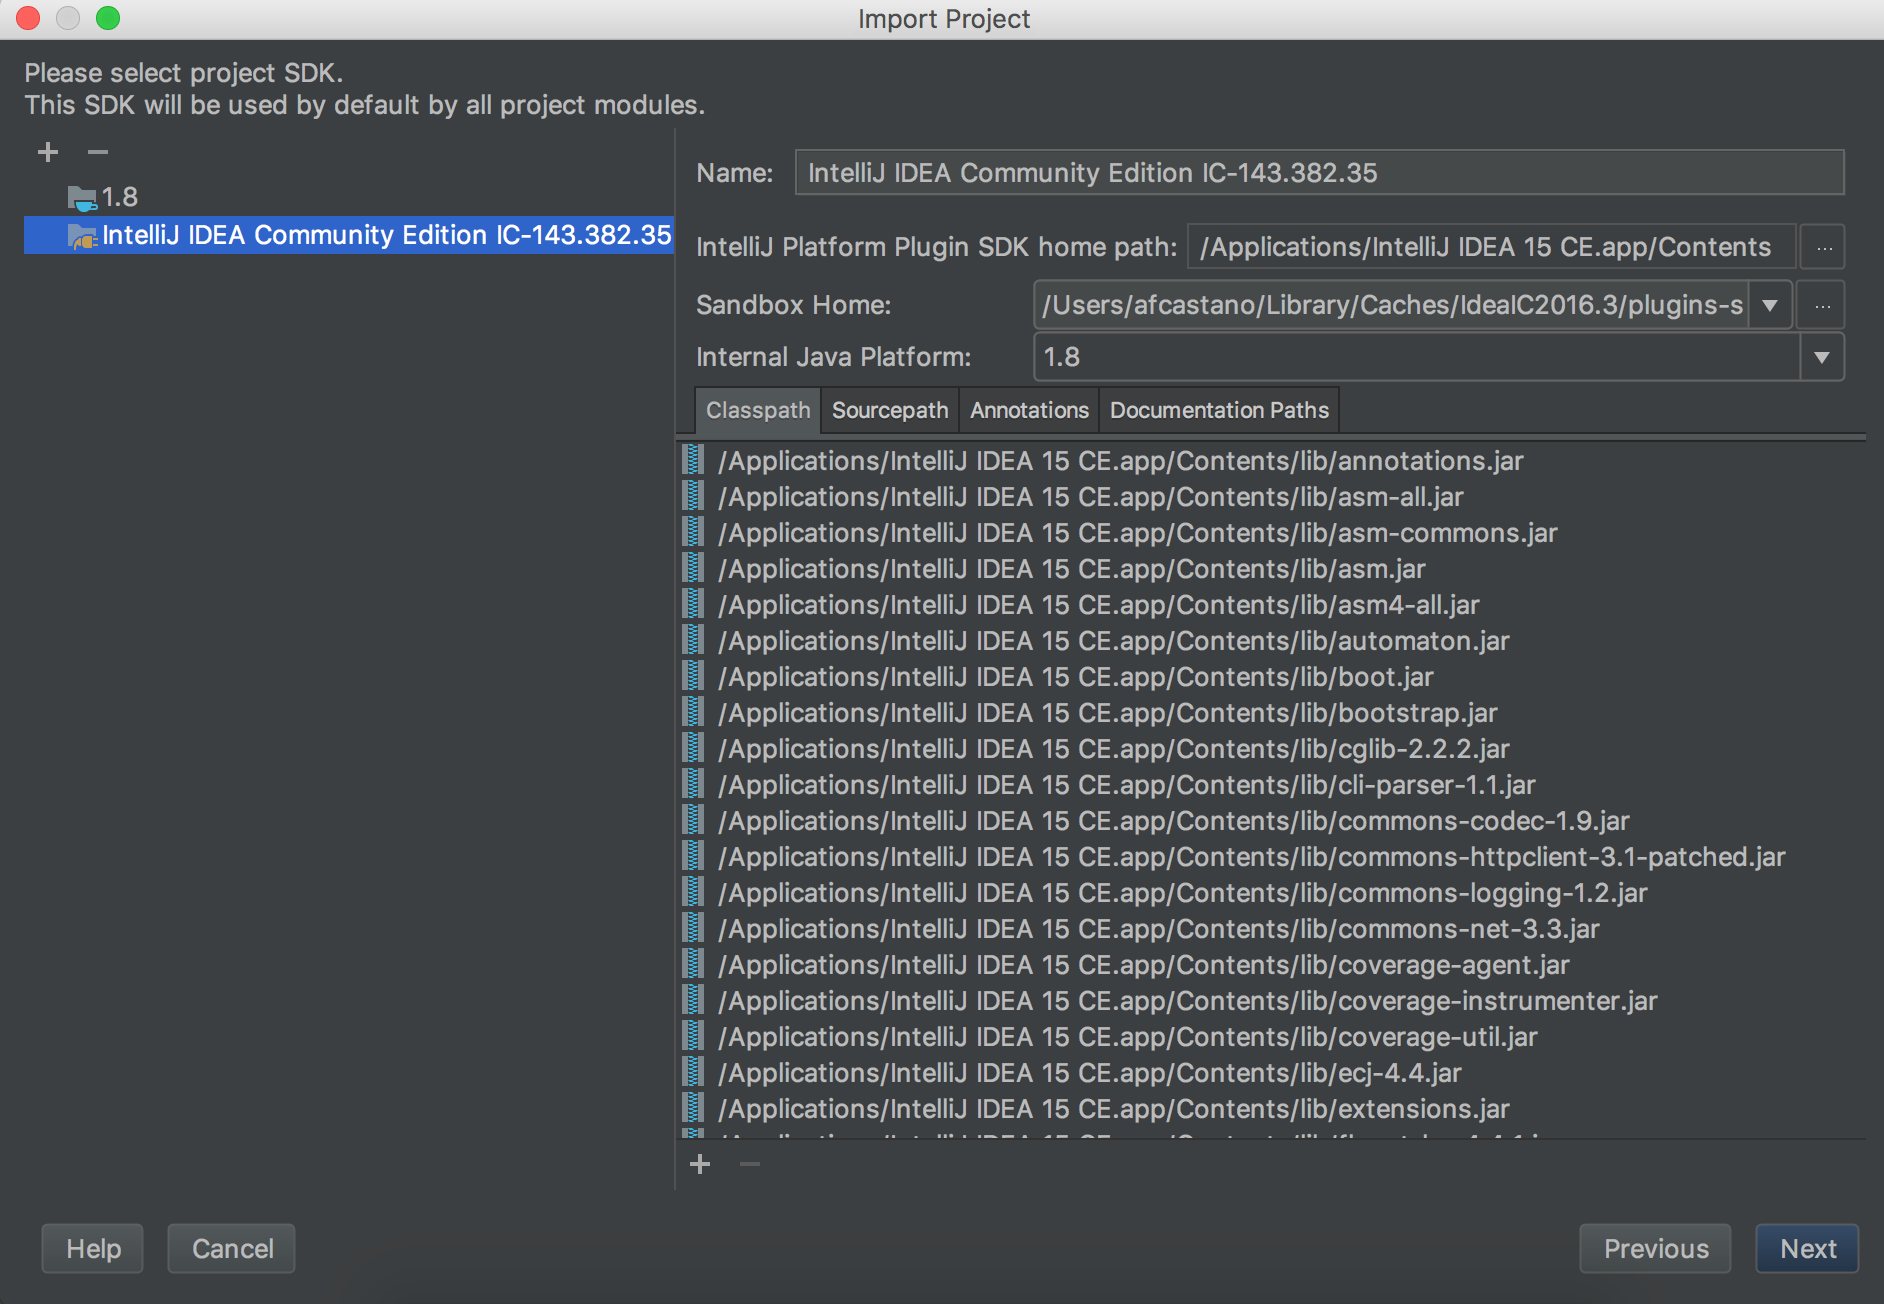 Import Project
Please select project SDK.
This SDK will be used by default by all project modules.
1.8
IntelliJ IDEA Community Edition IC-143.382.35
Name: IntelliJ IDEA Community Edition IC-143.382.35
IntelliJ Platform Plugin SDK home path: /Applications/IntelliJ IDEA 15 CE.app/Contents ...
Sandbox Home: /Users/afcastano/Library/Caches/IdeaIC2016.3/plugins-s ...
Internal Java Platform: 1.8
Classpath Sourcepath Annotations Documentation Paths
/Applications/IntelliJ IDEA 15 CE.app/Contents/lib/annotations.jar
/Applications/IntelliJ IDEA 15 CE.app/Contents/lib/asm-all.jar
/Applications/IntelliJ IDEA 15 CE.app/Contents/lib/asm-commons.jar
/Applications/IntelliJ IDEA 15 CE.app/Contents/lib/asm.jar
/Applications/IntelliJ IDEA 15 CE.app/Contents/lib/asm4-all.jar
/Applications/IntelliJ IDEA 15 CE.app/Contents/lib/automaton.jar
/Applications/IntelliJ IDEA 15 CE.app/Contents/lib/boot.jar
/Applications/IntelliJ IDEA 15 CE.app/Contents/lib/bootstrap.jar
/Applications/IntelliJ IDEA 15 CE.app/Contents/lib/cglib-2.2.2.jar
/Applications/IntelliJ IDEA 15 CE.app/Contents/lib/cli-parser-1.1.jar
/Applications/IntelliJ IDEA 15 CE.app/Contents/lib/commons-codec-1.9.jar
/Applications/IntelliJ IDEA 15 CE.app/Contents/lib/commons-httpclient-3.1-patched.jar
/Applications/IntelliJ IDEA 15 CE.app/Contents/lib/commons-logging-1.2.jar
/Applications/IntelliJ IDEA 15 CE.app/Contents/lib/commons-net-3.3.jar
/Applications/IntelliJ IDEA 15 CE.app/Contents/lib/coverage-agent.jar
/Applications/IntelliJ IDEA 15 CE.app/Contents/lib/coverage-instrumenter.jar
/Applications/IntelliJ IDEA 15 CE.app/Contents/lib/coverage-util.jar
/Applications/IntelliJ IDEA 15 CE.app/Contents/lib/ecj-4.4.jar
/Applications/IntelliJ IDEA 15 CE.app/Contents/lib/extensions.jar
Help Cancel Previous Next